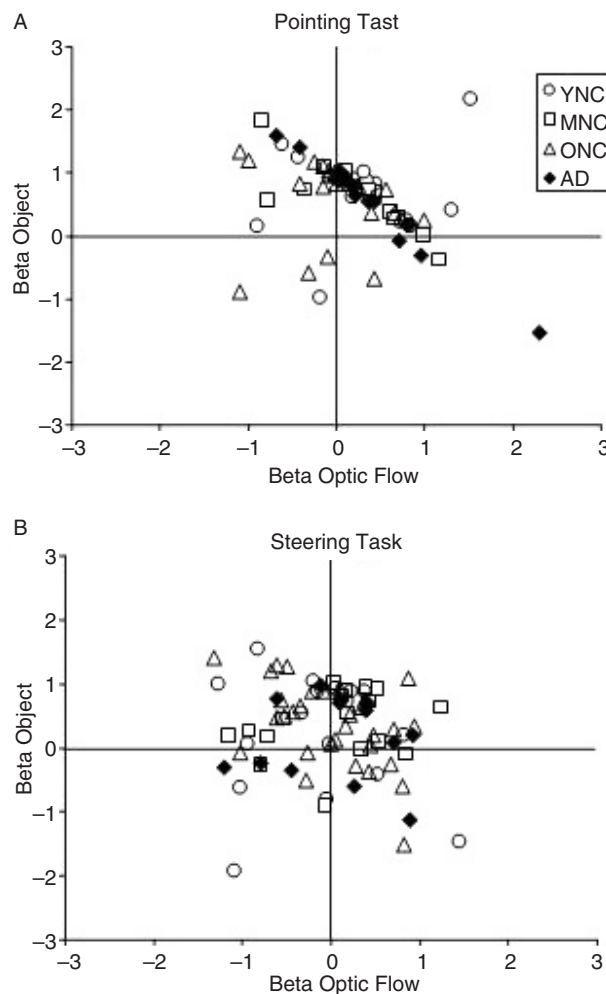 A
Pointing Tast
3
2
1
0
−1
−2
−3
−3
−2
−1
0
1
2
3
Beta Object
Beta Optic Flow
YNC
MNC
ONC
AD
B
Steering Task
3
2
1
0
−1
−2
−3
−3
−2
−1
0
1
2
3
Beta Object
Beta Optic Flow